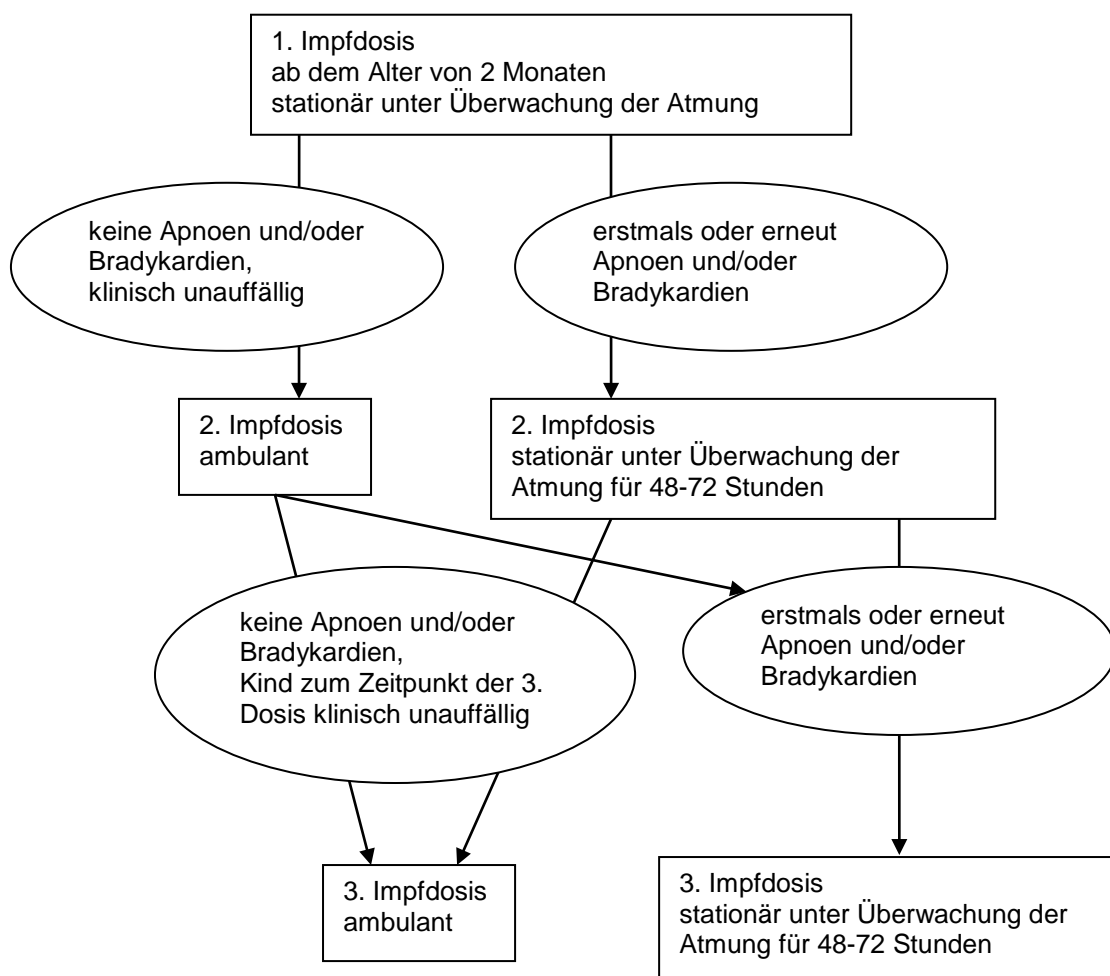 1. Impfdosis
ab dem Alter von 2 Monaten
stationär unter Überwachung der Atmung
keine Apnoen und/oder
Bradykardien,
klinisch unauffällig
erstmals oder erneut
Apnoen und/oder
Bradykardien
2. Impfdosis
ambulant
2. Impfdosis
stationär unter Überwachung der
Atmung für 48-72 Stunden
keine Apnoen und/oder
Bradykardien,
Kind zum Zeitpunkt der 3.
Dosis klinisch unauffällig
erstmals oder erneut
Apnoen und/oder
Bradykardien
3. Impfdosis
ambulant
3. Impfdosis
stationär unter Überwachung der
Atmung für 48-72 Stunden